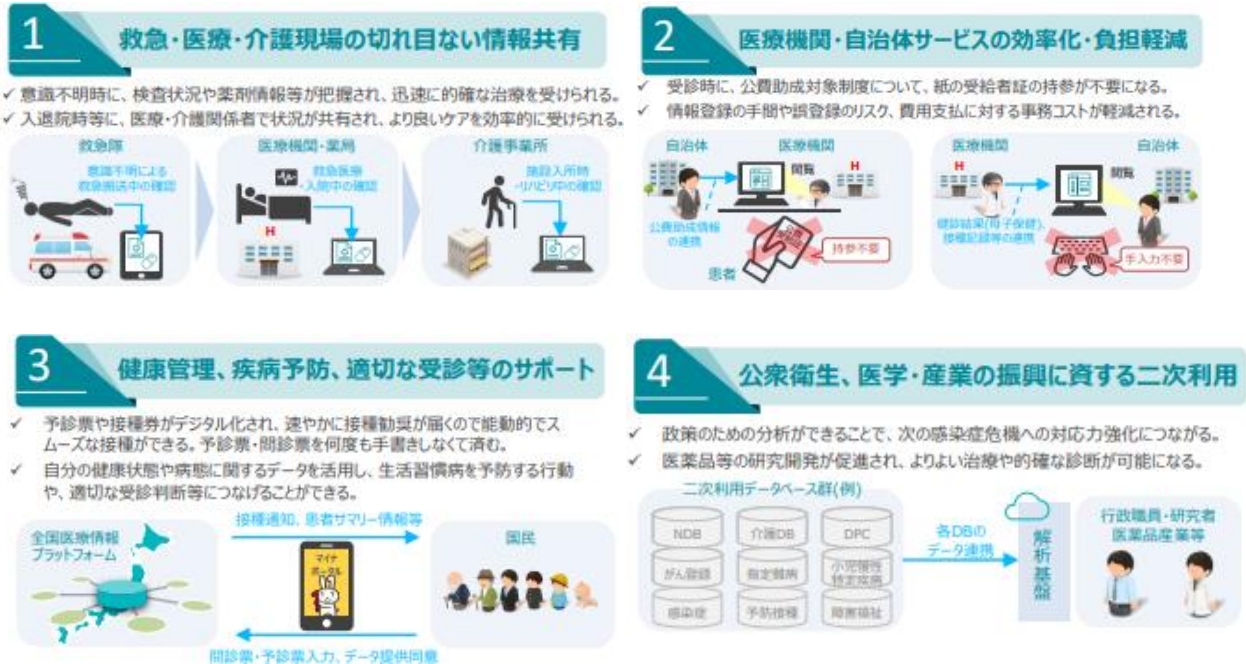 1
救急・医療・介護現場の切れ目ない情報共有
✓ 意識不明時に、検査状況や薬剤情報等が把握され、迅速に的確な治療を受けられる。
✓ 入退院時等に、医療・介護関係者で状況が共有され、より良いケアを効率的に受けられる。
救急隊
意識不明による
救急搬送中の確認
医療機関・薬局
救急医療
・入院中の確認
H
介護事業所
施設入所時
・リハビリ中の確認
2
医療機関・自治体サービスの効率化・負担軽減
✓ 受診時に、公費助成対象制度について、紙の受給者証の持参が不要になる。
✓ 情報登録の手間や誤登録のリスク、費用支払に対する事務コストが軽減される。
自治体
医療機関
閲覧
H
公費助成情報
の連携
持参不要
患者
医療機関
自治体
H
閲覧
健診結果(母子保健)、
接種記録等の連携
手入力不要
3
健康管理、疾病予防、適切な受診等のサポート
✓ 予診票や接種券がデジタル化され、速やかに接種勧奨が届くので能動的でス
ムーズな接種ができる。予診票・問診票を何度も手書きしなくて済む。
✓ 自分の健康状態や病態に関するデータを活用し、生活習慣病を予防する行動
や、適切な受診判断等につなげることができる。
全国医療情報
プラットフォーム
接種通知、患者サマリー情報等
マイナ
ポータル
国民
問診票・予診票入力、データ提供同意
4
公衆衛生、医学・産業の振興に資する二次利用
✓ 政策のための分析ができることで、次の感染症危機への対応力強化につながる。
✓ 医薬品等の研究開発が促進され、よりよい治療や的確な診断が可能になる。
二次利用データベース群(例)
NDB
介護DB
DPC
がん登録
指定難病
小児慢性
特定疾病
感染症
予防接種
障害福祉
各DBの
データ連携
解析基盤
行政職員・研究者
医薬品産業等